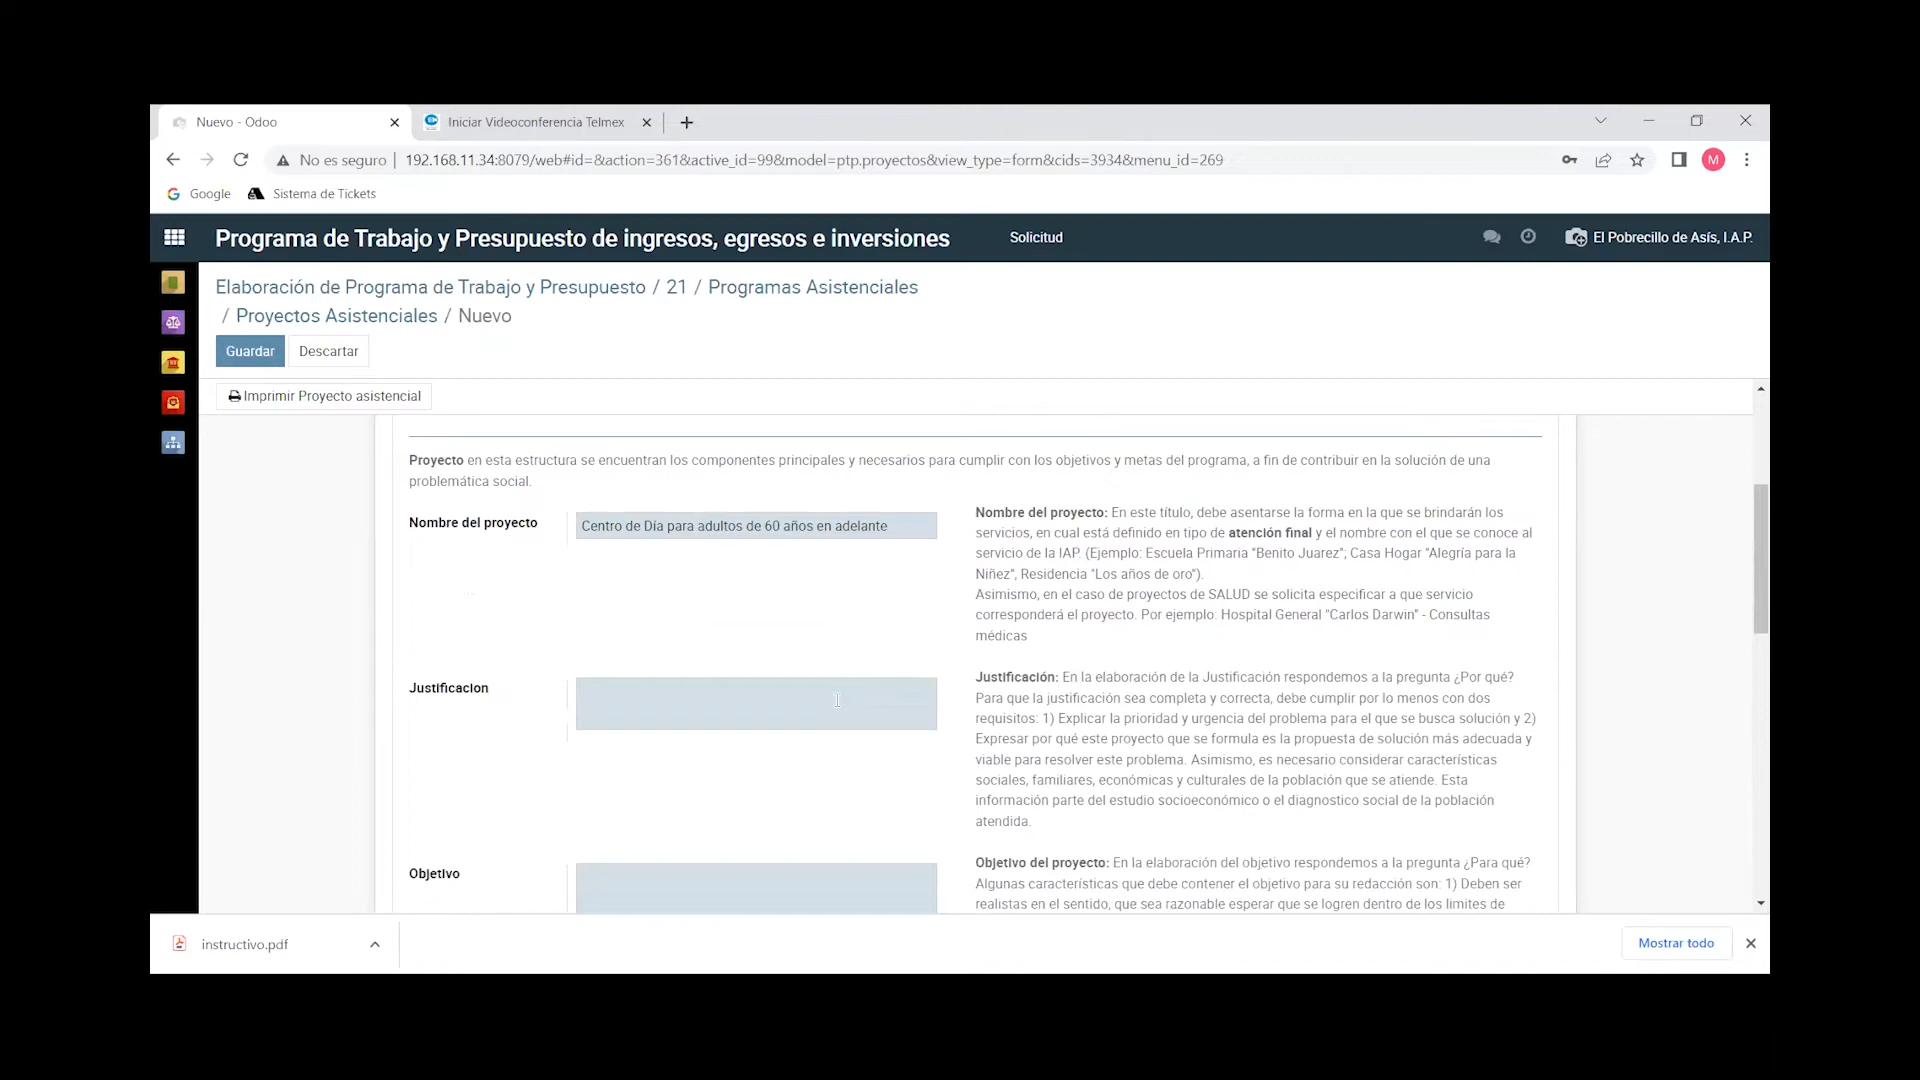 Nuevo - Odoo
Iniciar Videoconferencia Telmex
No es seguro
192.168.11.34:8079/web#id=&action=361&active_id=99&model=ptp.proyectos&view_type=form&cids=3934&menu_id=269
M
Google
Sistema de Tickets
Programa de Trabajo y Presupuesto de ingresos, egresos e inversiones
Solicitud
El Pobrecillo de Asís, I.A.P.
Elaboración de Programa de Trabajo y Presupuesto / 21 / Programas Asistenciales
/ Proyectos Asistenciales / Nuevo
Guardar
Descartar
Imprimir Proyecto asistencial
Proyecto en esta estructura se encuentran los componentes principales y necesarios para cumplir con los objetivos y metas del programa, a fin de contribuir en la solución de una
problemática social.
Nombre del proyecto
Centro de Día para adultos de 60 años en adelante
Nombre del proyecto: En este título, debe asentarse la forma en la que se brindarán los
servicios, en cual está definido en tipo de atención final y el nombre con el que se conoce al
servicio de la IAP. (Ejemplo: Escuela Primaria "Benito Juarez"; Casa Hogar "Alegría para la
Niñez", Residencia "Los años de oro").
Asimismo, en el caso de proyectos de SALUD se solicita especificar a que servicio
corresponderá el proyecto. Por ejemplo: Hospital General "Carlos Darwin" - Consultas
médicas
Justificacion
Justificación: En la elaboración de la Justificación respondemos a la pregunta ¿Por qué?
Para que la justificación sea completa y correcta, debe cumplir por lo menos con dos
requisitos: 1) Explicar la prioridad y urgencia del problema para el que se busca solución y 2)
Expresar por qué este proyecto que se formula es la propuesta de solución más adecuada y
viable para resolver este problema. Asimismo, es necesario considerar características
sociales, familiares, económicas y culturales de la población que se atiende. Esta
información parte del estudio socioeconómico o el diagnostico social de la población
atendida.
Objetivo
Objetivo del proyecto: En la elaboración del objetivo respondemos a la pregunta ¿Para qué?
Algunas características que debe contener el objetivo para su redacción son: 1) Deben ser
realistas en el sentido, que sea razonable esperar que se logren dentro de los limites de
instructivo.pdf
Mostrar todo